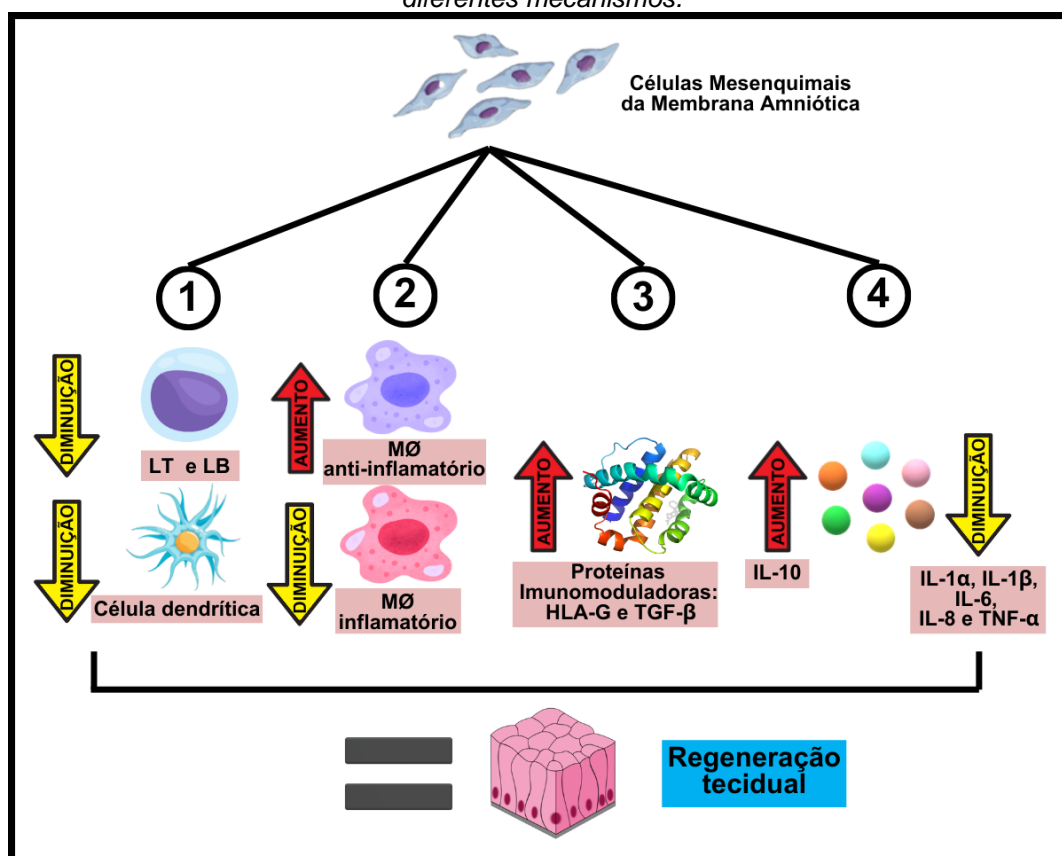 diferentes mecanismos.
Células Mesenquimais
da Membrana Amniótica
1
2
3
4
DIMINUIÇÃO
LT e LB
DIMINUIÇÃO
Célula dendrítica
AUMENTO
MØ
anti-inflamatório
DIMINUIÇÃO
MØ
inflamatório
AUMENTO
Proteínas
Imunomoduladoras:
HLA-G e TGF-β
AUMENTO
IL-10
DIMINUIÇÃO
IL-1α, IL-1β,
IL-6,
IL-8 e TNF-α
Regeneração
tecidual